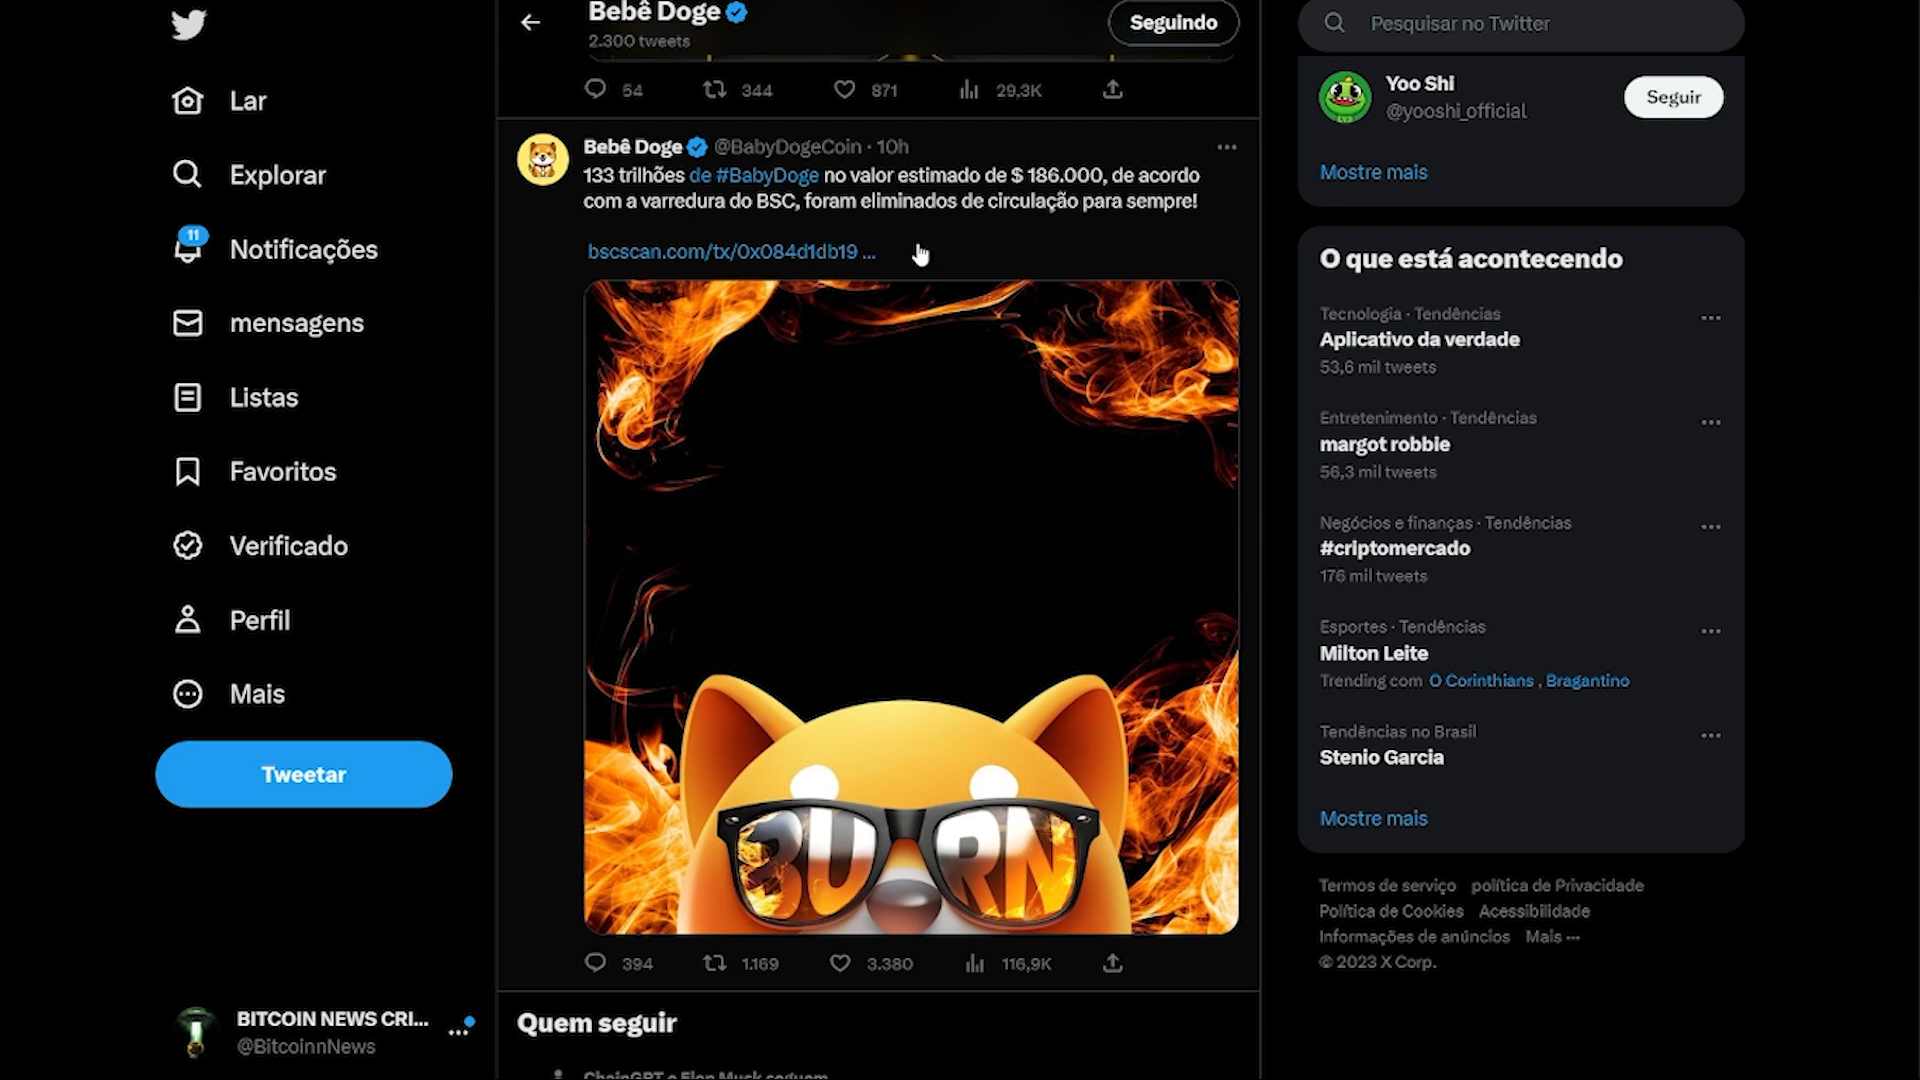 Lar
Explorar
11
Notificações
mensagens
Listas
Favoritos
Verificado
Perfil
Mais
Tweetar
BITCOIN NEWS CRI...
@BitcoinnNews
Bebê Doge
2.300 tweets
Seguindo
54 344 871 29,3K
Bebê Doge @BabyDogeCoin · 10h
133 trilhões de #BabyDoge no valor estimado de $ 186.000, de acordo
com a varredura do BSC, foram eliminados de circulação para sempre!
bscscan.com/tx/0x084d1db19 ...
BURN
394 1.169 3.380 116,9K
Quem seguir
ChainGPT e Elon Musk seguem
Pesquisar no Twitter
Yoo Shi
@yooshi_official
Seguir
Mostre mais
O que está acontecendo
Tecnologia · Tendências
Aplicativo da verdade
53,6 mil tweets
Entretenimento · Tendências
margot robbie
56,3 mil tweets
Negócios e finanças · Tendências
#criptomercado
176 mil tweets
Esportes · Tendências
Milton Leite
Trending com O Corinthians , Bragantino
Tendências no Brasil
Stenio Garcia
Mostre mais
Termos de serviço política de Privacidade
Política de Cookies Acessibilidade
Informações de anúncios Mais ···
© 2023 X Corp.